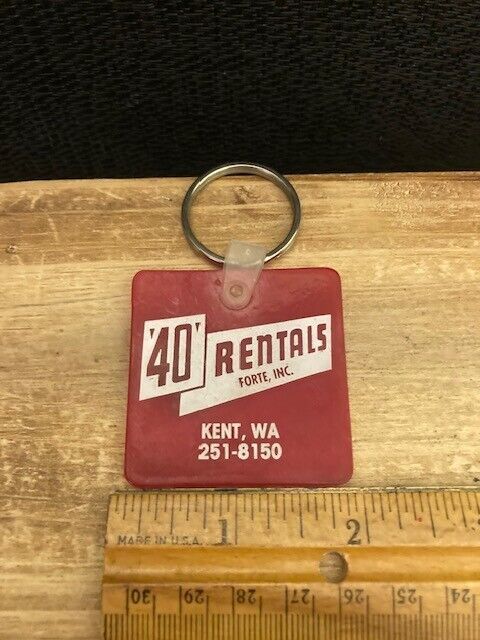 '40' RENTALS
FORTE, INC.
KENT, WA
251-8150
1 2
MADE IN U.S.A.
30 29 28 27 26 25 24